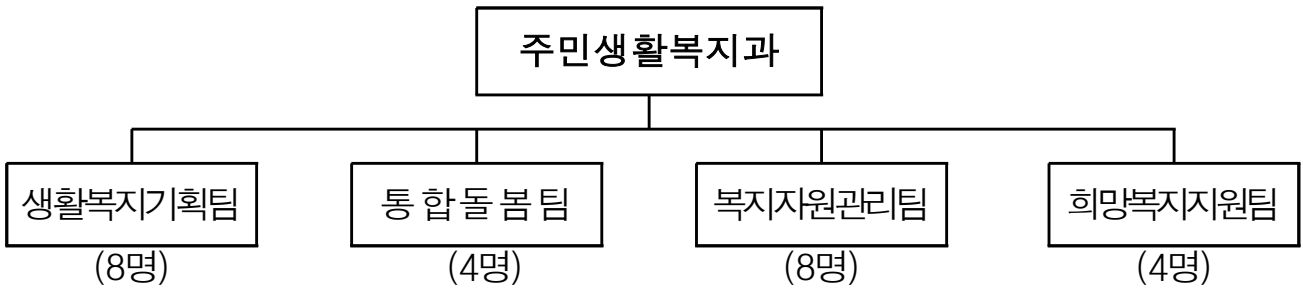 주민생활복지과
생활복지기획팀 통합돌봄팀 복지자원관리팀 희망복지지원팀
(8명) (4명) (8명) (4명)